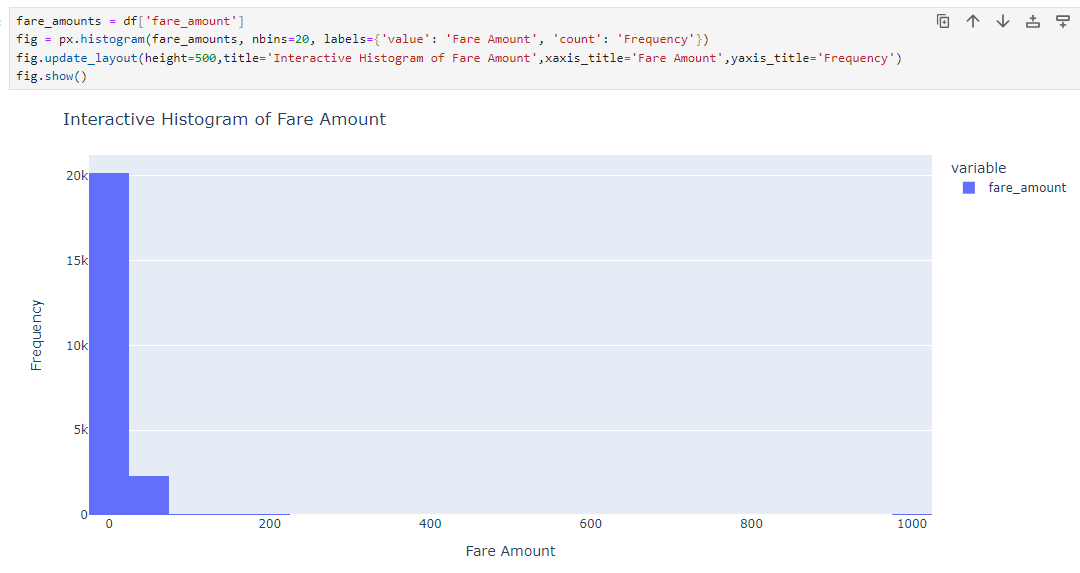 fare_amounts = df['fare_amount']
fig = px.histogram(fare_amounts, nbins=20, labels={'value': 'Fare Amount', 'count': 'Frequency'})
fig.update_layout(height=500,title='Interactive Histogram of Fare Amount',xaxis_title='Fare Amount',yaxis_title='Frequency')
fig.show()
Interactive Histogram of Fare Amount
variable
fare_amount
20k
15k
10k
5k
0
Frequency
0 200 400 600 800 1000
Fare Amount